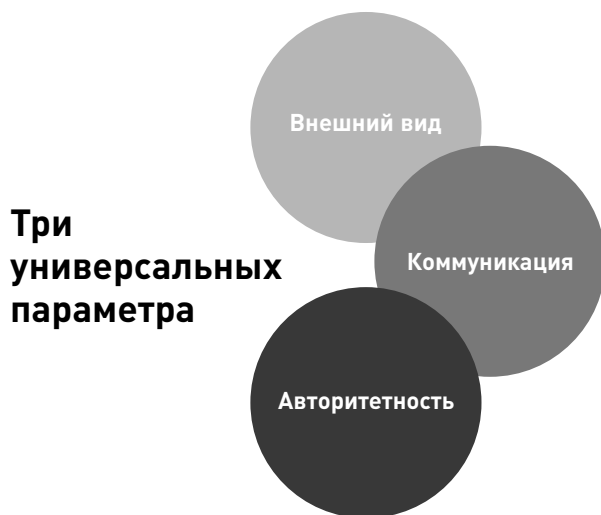 Три
универсальных
параметра
Внешний вид
Коммуникация
Авторитетность